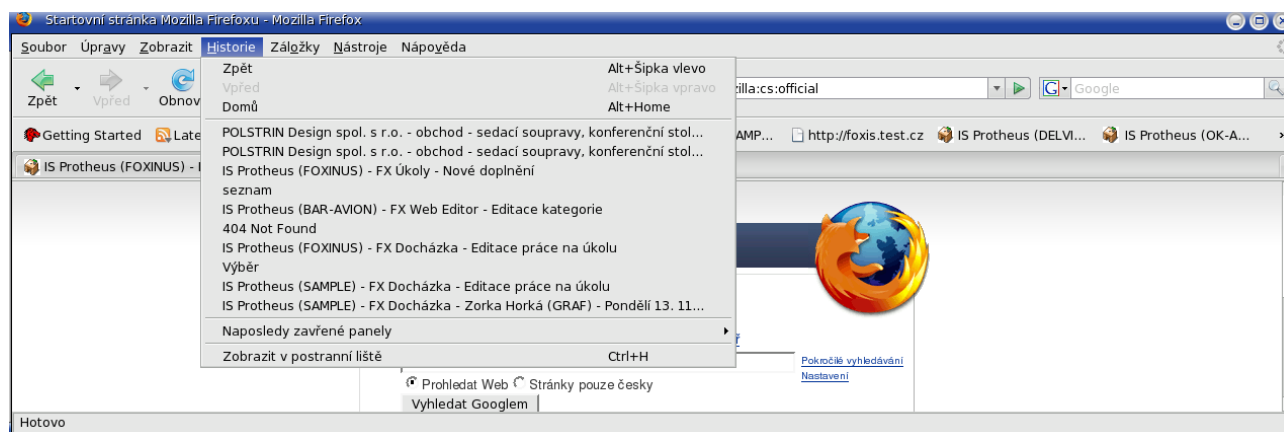 Startovní stránka Mozilla Firefoxu - Mozilla Firefox
Soubor Úpravy Zobrazit Historie Záložky Nástroje Nápověda
Zpět Vpřed Obnov
zilla:cs:official
G Google
Zpět Alt+Šipka vlevo
Vpřed Alt+Šipka vpravo
Domů Alt+Home
Getting Started Late
AMP... http://foxis.test.cz IS Protheus (DELVI... IS Protheus (OK-A...
IS Protheus (FOXINUS) -
POLSTRIN Design spol. s r.o. - obchod - sedací soupravy, konferenční stol...
POLSTRIN Design spol. s r.o. - obchod - sedací soupravy, konferenční stol...
IS Protheus (FOXINUS) - FX Úkoly - Nové doplnění
seznam
IS Protheus (BAR-AVION) - FX Web Editor - Editace kategorie
404 Not Found
IS Protheus (FOXINUS) - FX Docházka - Editace práce na úkolu
Výběr
IS Protheus (SAMPLE) - FX Docházka - Editace práce na úkolu
IS Protheus (SAMPLE) - FX Docházka - Zorka Horká (GRAF) - Pondělí 13. 11...
Naposledy zavřené panely
Zobrazit v postranní liště Ctrl+H
Pokročilé vyhledávání
Nastavení
Prohledat Web Stránky pouze česky
Vyhledat Googlem
Hotovo